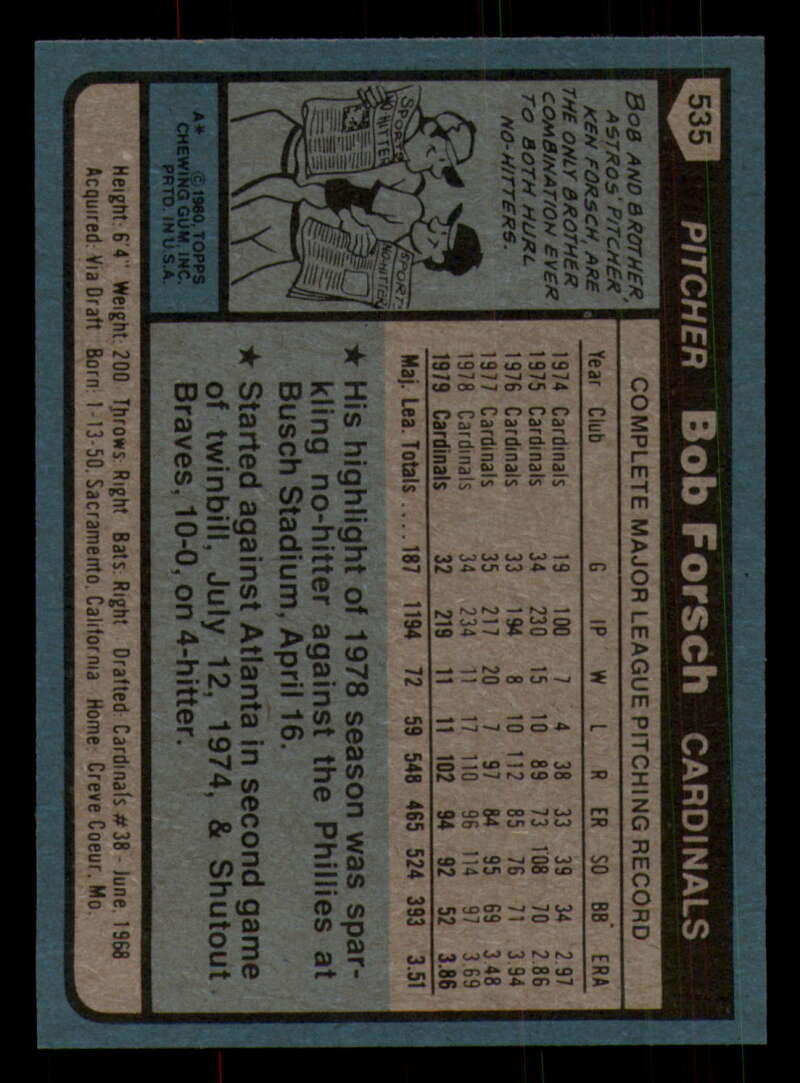 535
PITCHER Bob Forsch CARDINALS
BOB AND BROTHER,
ASTROS' PITCHER
KEN FORSCH, ARE
THE ONLY BROTHER
COMBINATION EVER
TO BOTH HURL
NO-HITTERS.
SPORTS
NO HITTER
SPORT
NO-HITTER
A* © 1980, TOPPS
CHEWING GUM, INC.
PRTD. IN U.S.A.
COMPLETE MAJOR LEAGUE PITCHING RECORD
Year Club G IP W L R ER SO BB ERA
1974 Cardinals 19 100 7 4 38 33 39 34 2.97
1975 Cardinals 34 230 15 10 89 73 108 70 2.86
1976 Cardinals 33 194 8 10 112 85 76 71 3.94
1977 Cardinals 35 217 20 7 97 84 95 69 3.48
1978 Cardinals 34 234 11 17 110 96 114 97 3.69
1979 Cardinals 32 219 11 11 102 94 92 52 3.86
Maj. Lea. Totals .... 187 1194 72 59 548 465 524 393 3.51
★ His highlight of 1978 season was spar-
kling no-hitter against the Phillies at
Busch Stadium, April 16.
★ Started against Atlanta in second game
of twinbill, July 12, 1974, & Shutout
Braves, 10-0, on 4-hitter.
Height: 6'4" Weight: 200 Throws: Right Bats: Right Drafted: Cardinals #38 - June, 1968
Acquired: Via Draft Born: 1-13-50, Sacramento, California Home: Creve Coeur, Mo.